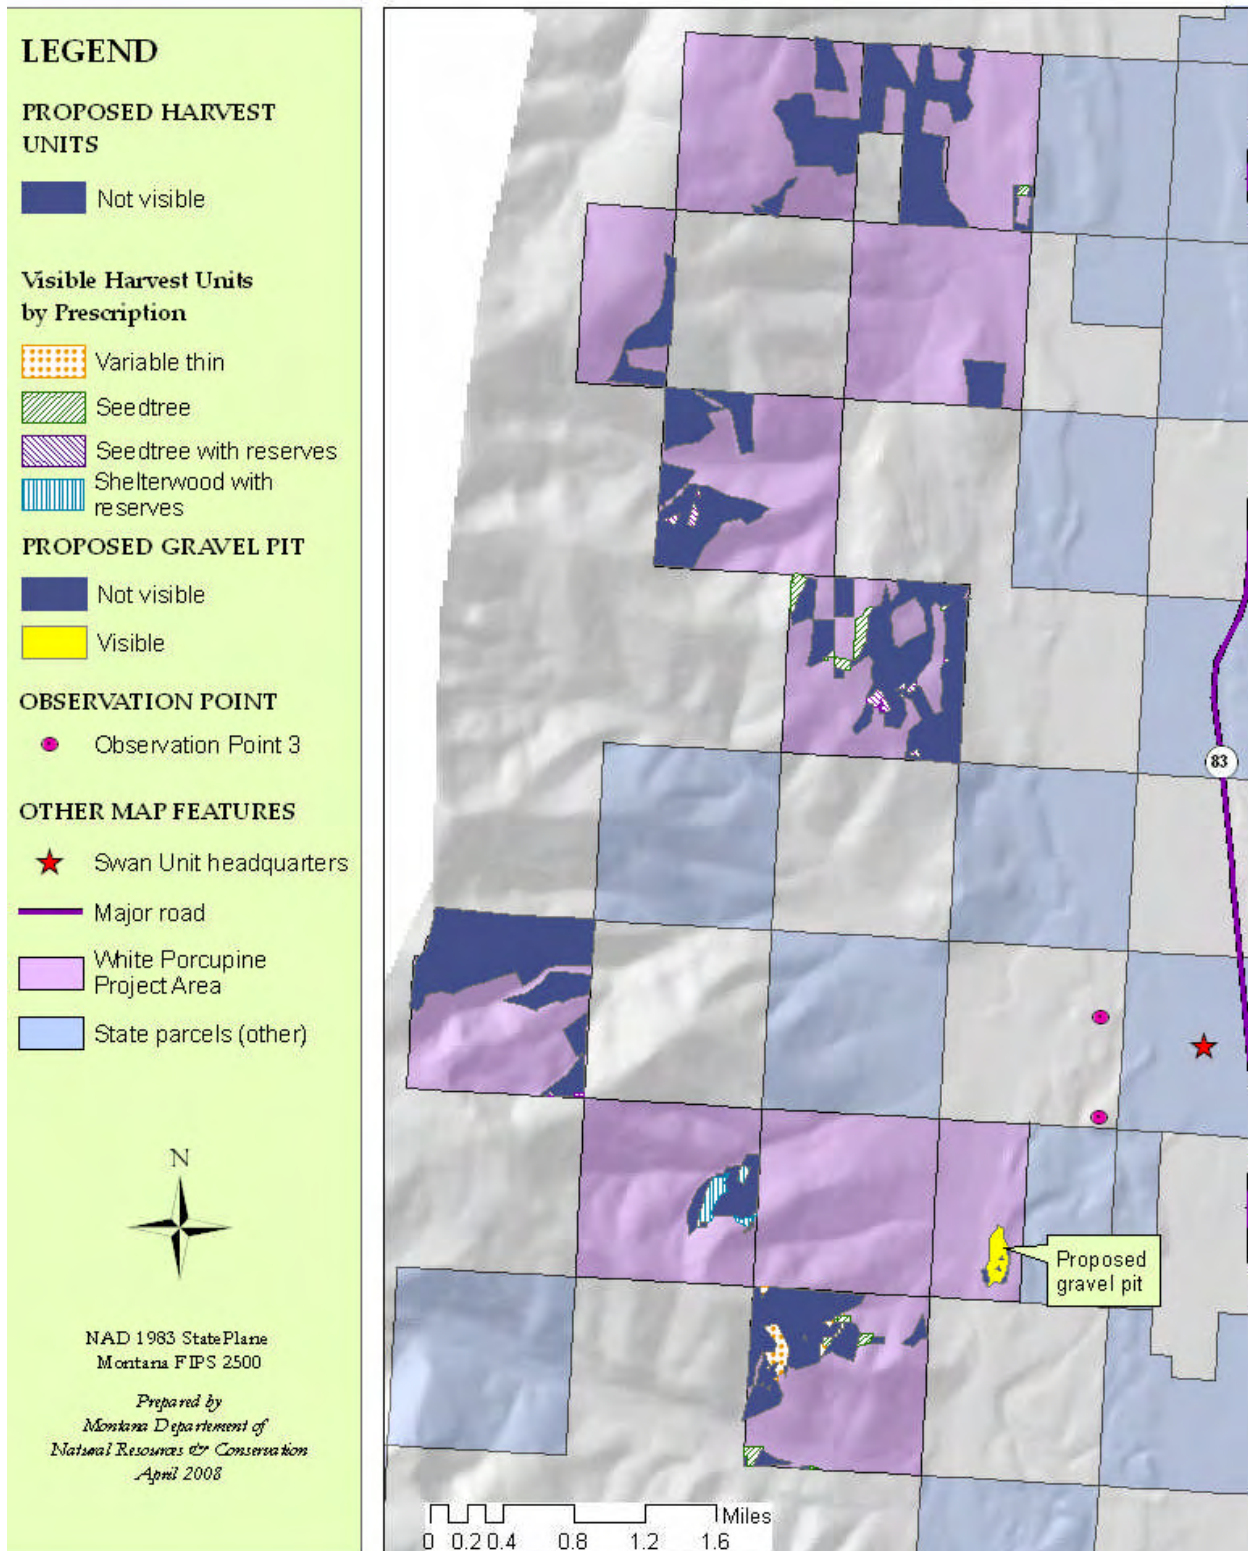 LEGEND
PROPOSED HARVEST
UNITS
Not visible
Visible Harvest Units
by Prescription
Variable thin
Seedtree
Seedtree with reserves
Shelterwood with
reserves
PROPOSED GRAVEL PIT
Not visible
Visible
OBSERVATION POINT
Observation Point 3
OTHER MAP FEATURES
Swan Unit headquarters
Major road
White Porcupine
Project Area
State parcels (other)
N
NAD 1983 StatePlane
Montana FIPS 2500
Prepared by
Montana Departement of
Natural Resources & Conservation
April 2008
83
Proposed
gravel pit
Miles
0 0.2 0.4 0.8 1.2 1.6